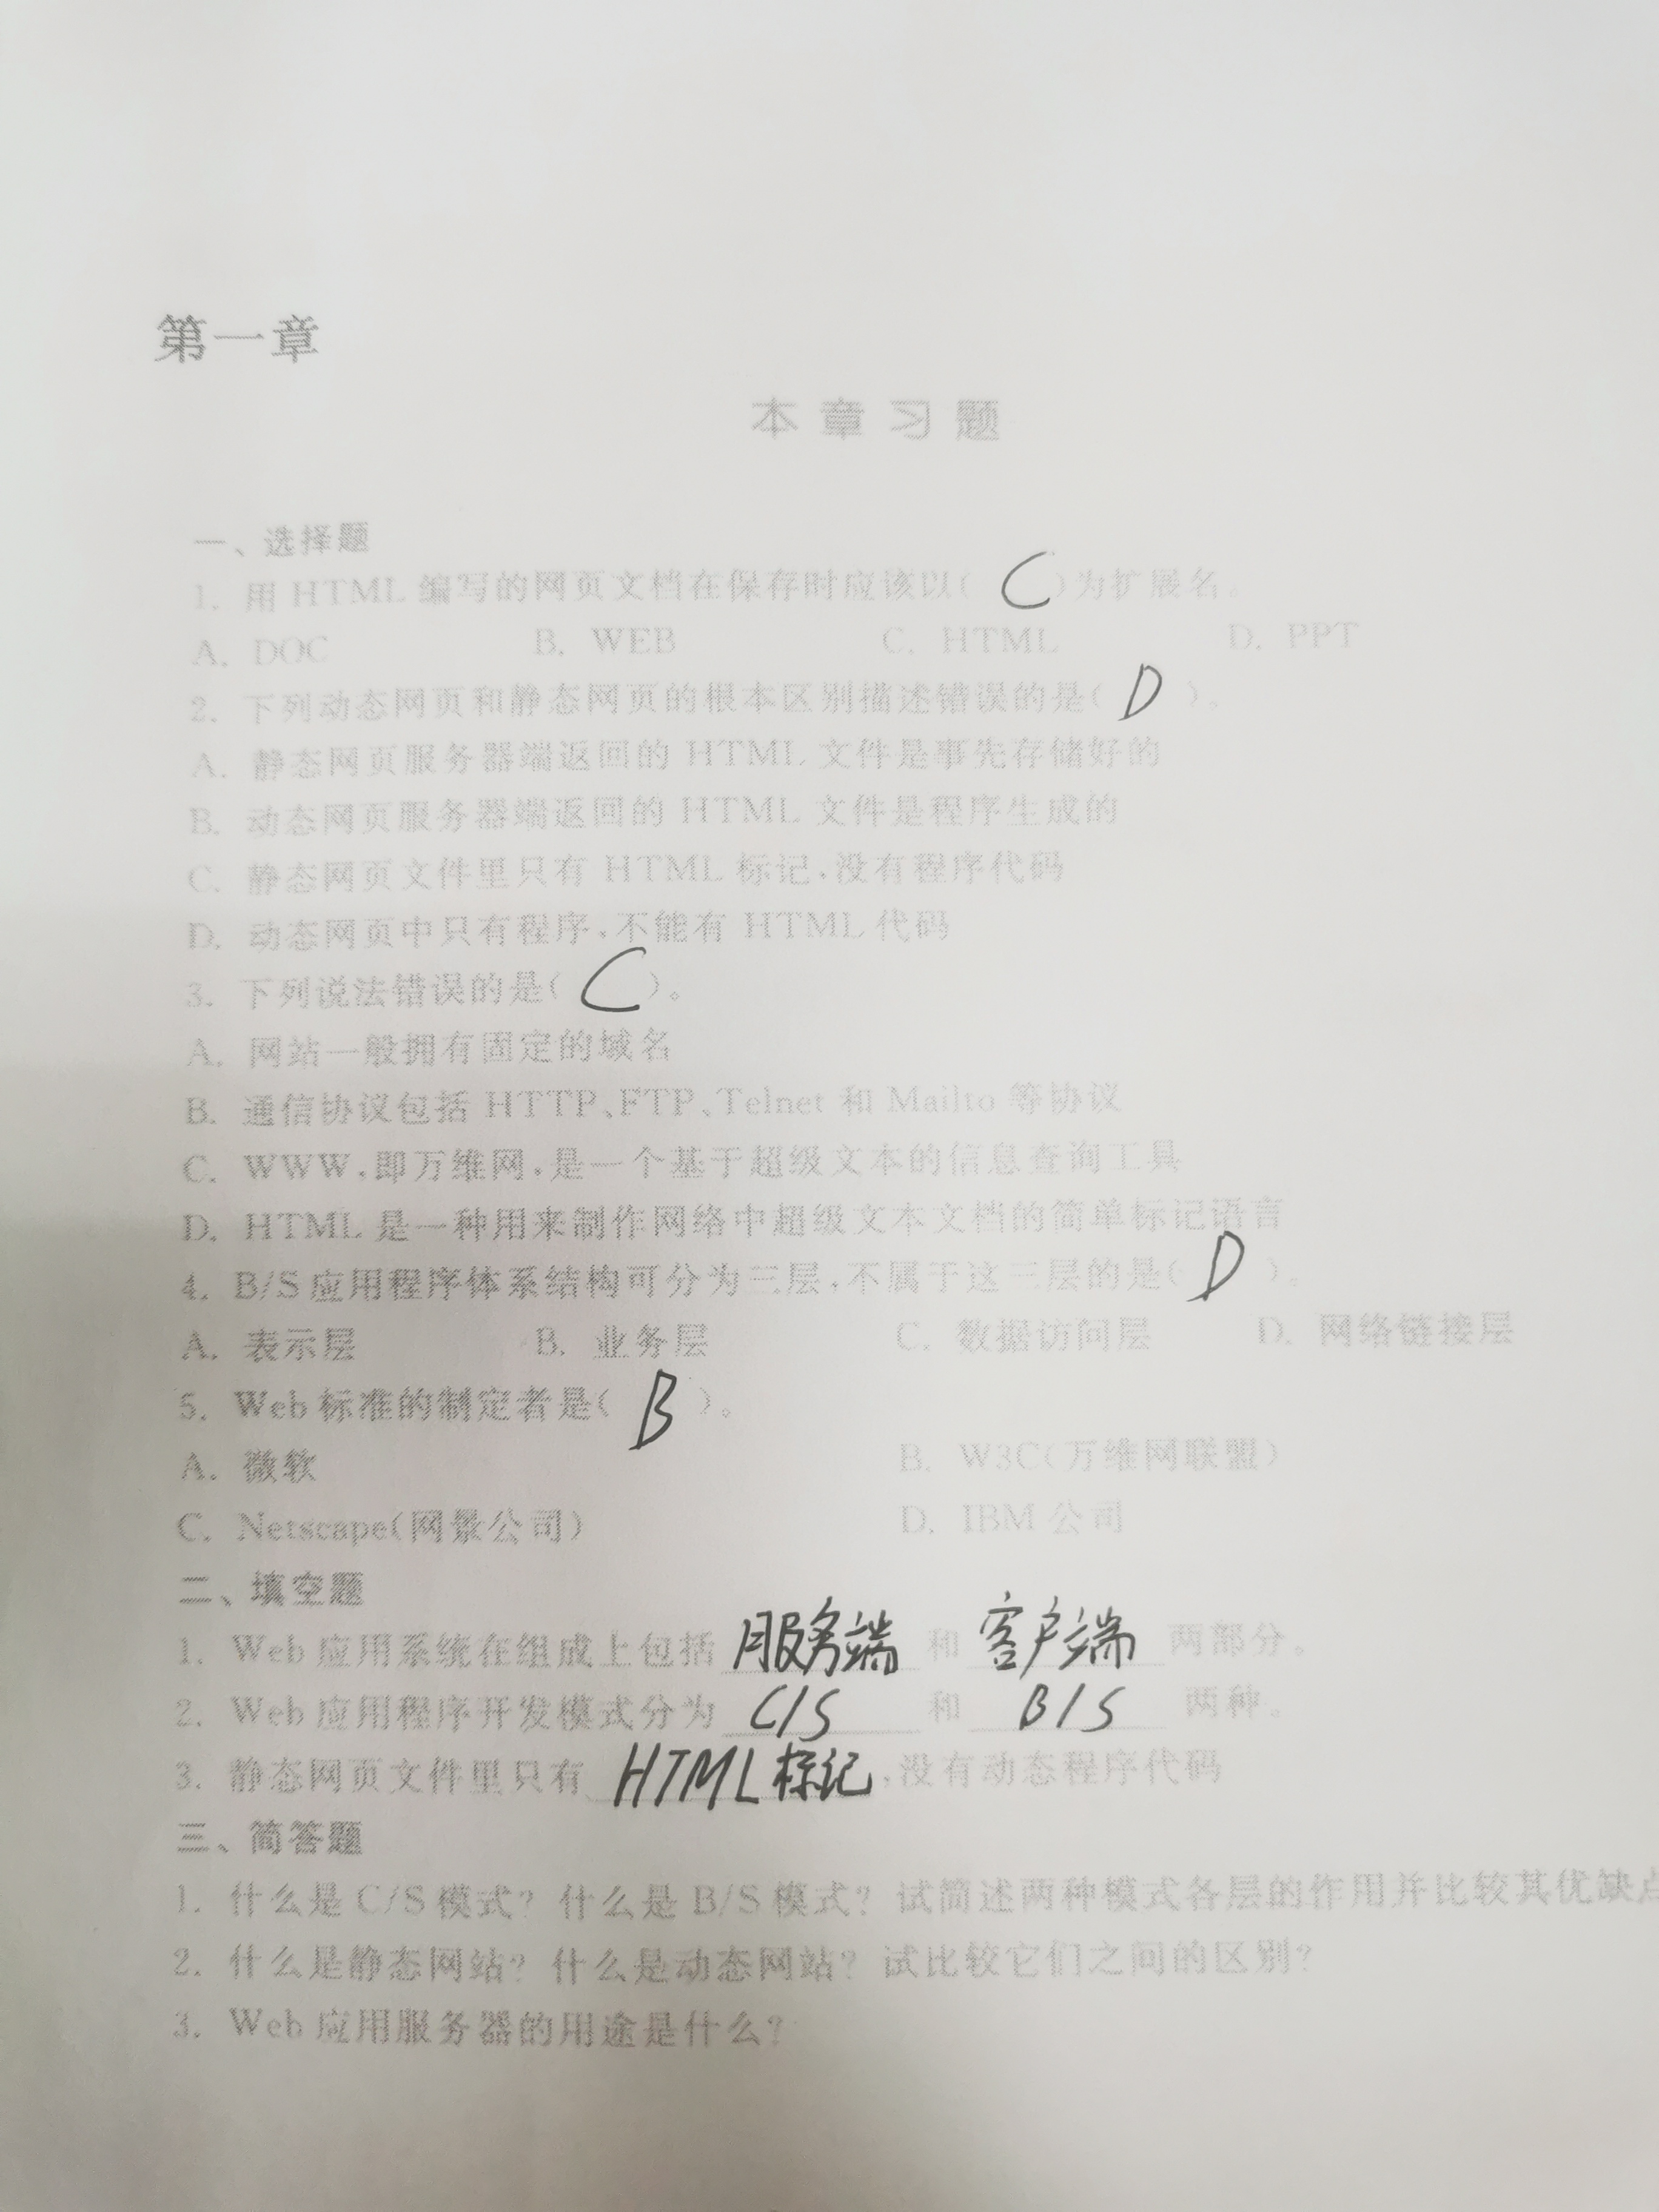 第一章
本章习题
一、选择题
1. 用 HTML 编写的网页文档在保存时应该以( C )为扩展名。
A. DOC B. WEB C. HTML D. PPT
2. 下列动态网页和静态网页的根本区别描述错误的是( D )。
A. 静态网页服务器端返回的 HTML 文件是事先存储好的
B. 动态网页服务器端返回的 HTML 文件是程序生成的
C. 静态网页文件里只有 HTML 标记,没有程序代码
D. 动态网页中只有程序,不能有 HTML 代码
3. 下列说法错误的是( C )。
A. 网站一般拥有固定的域名
B. 通信协议包括 HTTP、FTP、Telnet 和 Mailto 等协议
C. WWW,即万维网,是一个基于超级文本的信息查询工具
D. HTML 是一种用来制作网络中超级文本文档的简单标记语言
4. B/S 应用程序体系结构可分为三层,不属于这三层的是( D )。
A. 表示层 B. 业务层 C. 数据访问层 D. 网络链接层
5. Web 标准的制定者是( B )。
A. 微软 B. W3C(万维网联盟)
C. Netscape(网景公司) D. IBM 公司
二、填空题
1. Web 应用系统在组成上包括 服务端 和 客户端 两部分。
2. Web 应用程序开发模式分为 C/S 和 B/S 两种。
3. 静态网页文件里只有 HTML标记 ,没有动态程序代码
三、简答题
1. 什么是 C/S 模式? 什么是 B/S 模式? 试简述两种模式各层的作用并比较其优缺点
2. 什么是静态网站? 什么是动态网站? 试比较它们之间的区别?
3. Web 应用服务器的用途是什么?